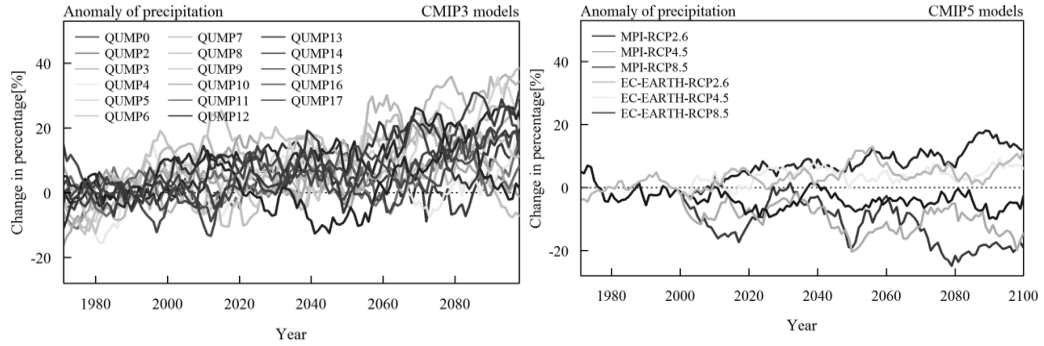 Anomaly of precipitation CMIP3 models
QUMP0 QUMP7 QUMP13
QUMP2 QUMP8 QUMP14
QUMP3 QUMP9 QUMP15
QUMP4 QUMP10 QUMP16
QUMP5 QUMP11 QUMP17
QUMP6 QUMP12
Change in percentage[%]
40
20
0
-20
1980 2000 2020 2040 2060 2080
Year
Anomaly of precipitation CMIP5 models
MPI-RCP2.6
MPI-RCP4.5
MPI-RCP8.5
EC-EARTH-RCP2.6
EC-EARTH-RCP4.5
EC-EARTH-RCP8.5
Change in percentage[%]
40
20
0
-20
1980 2000 2020 2040 2060 2080 2100
Year